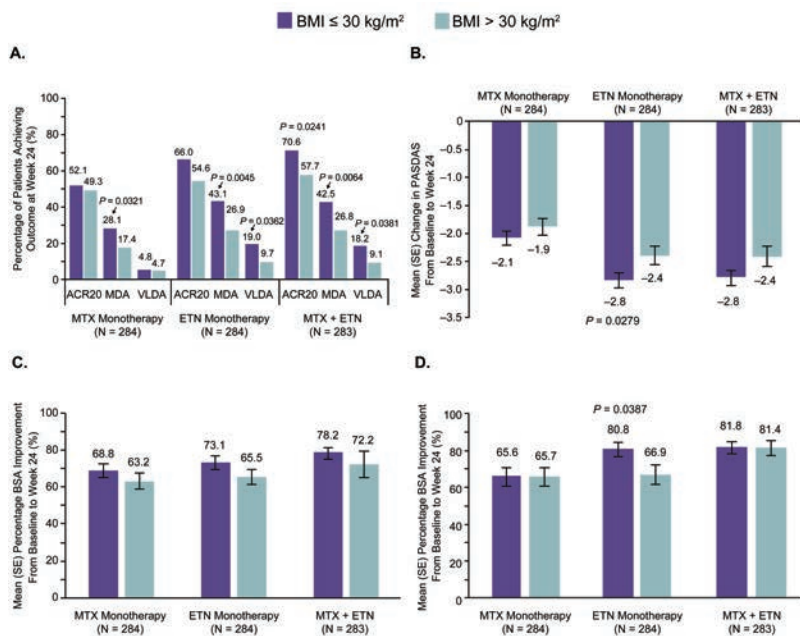 BMI ≤ 30 kg/m² BMI > 30 kg/m²
A.
Percentage of Patients Achieving
Outcome at Week 24 (%)
100
80
60
40
20
0
52.1
49.3
P = 0.0321
28.1
17.4
4.8
4.7
66.0
54.6
P = 0.0045
43.1
26.9
P = 0.0362
19.0
9.7
P = 0.0241
70.6
57.7
P = 0.0064
42.5
26.8
P = 0.0381
18.2
9.1
ACR20 MDA VLDA ACR20 MDA VLDA ACR20 MDA VLDA
MTX Monotherapy ETN Monotherapy MTX + ETN
(N = 284) (N = 284) (N = 283)
B.
MTX Monotherapy ETN Monotherapy MTX + ETN
(N = 284) (N = 284) (N = 283)
Mean (SE) Change in PASDAS
From Baseline to Week 24
0
−0.5
−1.0
−1.5
−2.0
−2.5
−3.0
−3.5
−2.1
−1.9
−2.8
−2.4
−2.8
−2.4
P = 0.0279
C.
Mean (SE) Percentage BSA Improvement
From Baseline to Week 24 (%)
100
80
60
40
20
0
68.8
63.2
73.1
65.5
78.2
72.2
MTX Monotherapy ETN Monotherapy MTX + ETN
(N = 284) (N = 284) (N = 283)
D.
Mean (SE) Percentage BSA Improvement
From Baseline to Week 24 (%)
100
80
60
40
20
0
65.6
65.7
P = 0.0387
80.8
66.9
81.8
81.4
MTX Monotherapy ETN Monotherapy MTX + ETN
(N = 284) (N = 284) (N = 283)